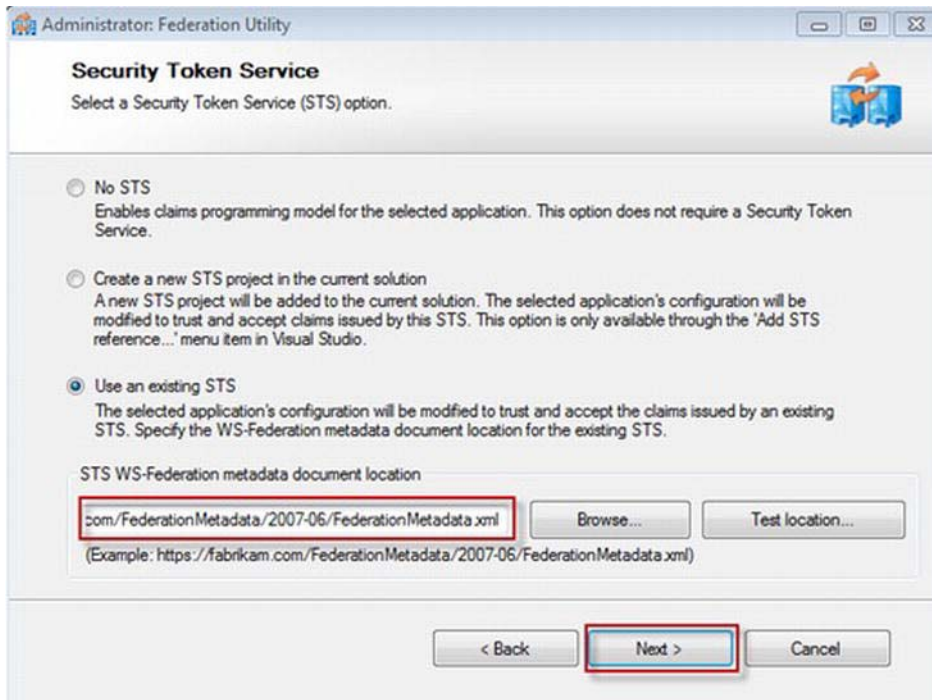 Administrator: Federation Utility
Security Token Service
Select a Security Token Service (STS) option.
No STS
Enables claims programming model for the selected application. This option does not require a Security Token
Service.
Create a new STS project in the current solution
A new STS project will be added to the current solution. The selected application's configuration will be
modified to trust and accept claims issued by this STS. This option is only available through the 'Add STS
reference...' menu item in Visual Studio.
Use an existing STS
The selected application's configuration will be modified to trust and accept the claims issued by an existing
STS. Specify the WS-Federation metadata document location for the existing STS.
STS WS-Federation metadata document location
com/FederationMetadata/2007-06/FederationMetadata.xml
Browse...
Test location...
(Example: https://fabrikam.com/FederationMetadata/2007-06/FederationMetadata.xml)
< Back
Next >
Cancel